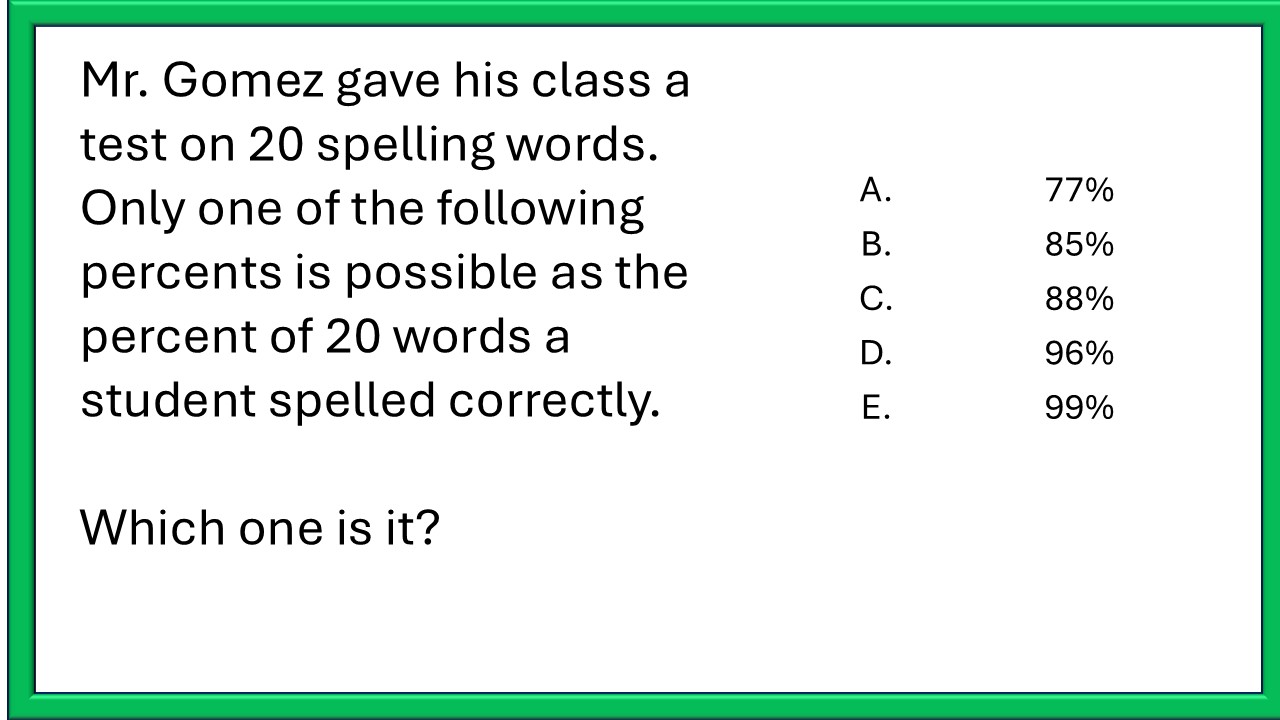 Mr. Gomez gave his class a
test on 20 spelling words.
Only one of the following
percents is possible as the
percent of 20 words a
student spelled correctly.
Which one is it?
A. 77%
B. 85%
C. 88%
D. 96%
E. 99%